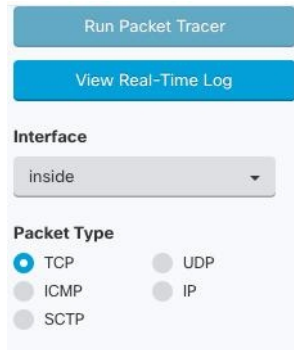 Run Packet Tracer
View Real-Time Log
Interface
inside
Packet Type
TCP UDP
ICMP IP
SCTP